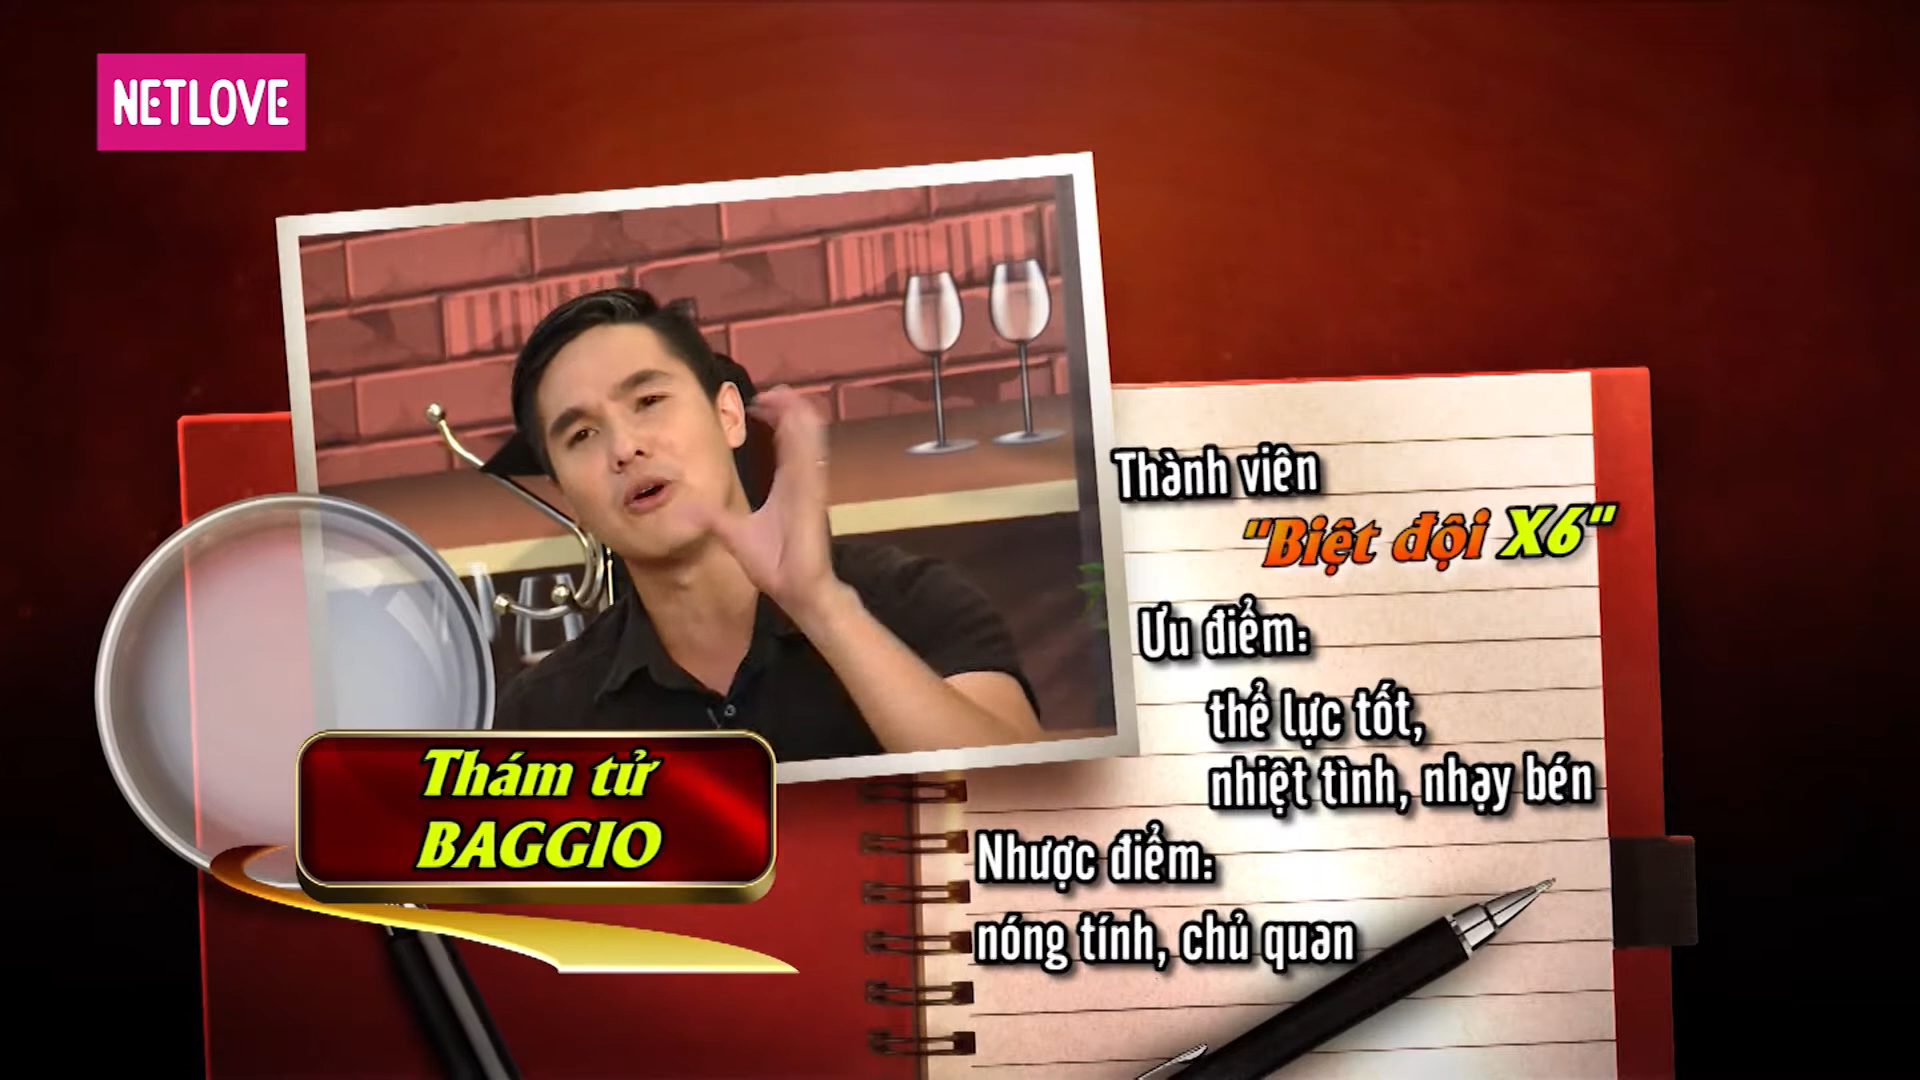 NETLOVE
Thành viên
"Biệt đội X6"
Ưu điểm:
thể lực tốt,
nhiệt tình, nhạy bén
Nhược điểm:
nóng tính, chủ quan
Thám tử
BAGGIO